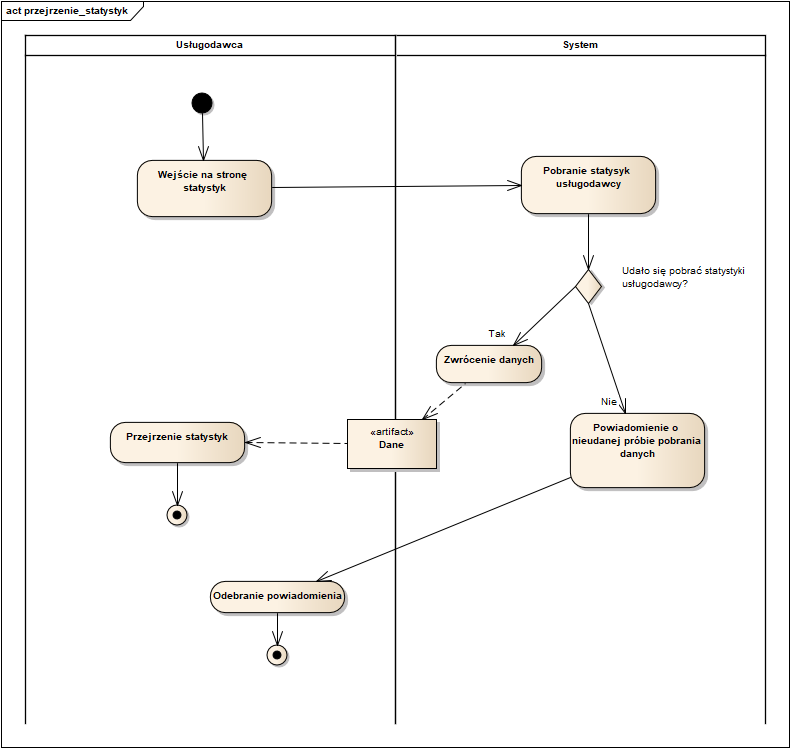 act przejrzenie_statystyk
Usługodawca
System
Wejście na stronę
statystyk
Pobranie statysyk
usługodawcy
Udało się pobrać statystyki
usługodawcy?
Tak
Zwrócenie danych
Nie
Przejrzenie statystyk
«artifact»
Dane
Powiadomienie o
nieudanej próbie pobrania
danych
Odebranie powiadomienia